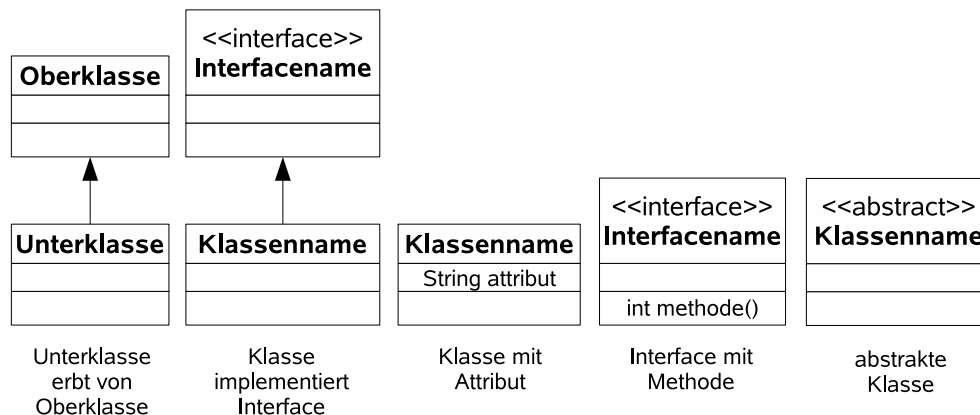 Oberklasse
Unterklasse
Unterklasse
erbt von
Oberklasse
<<interface>>
Interfacename
Klassenname
Klasse
implementiert
Interface
Klassenname
String attribut
Klasse mit
Attribut
<<interface>>
Interfacename
int methode()
Interface mit
Methode
<<abstract>>
Klassenname
abstrakte
Klasse